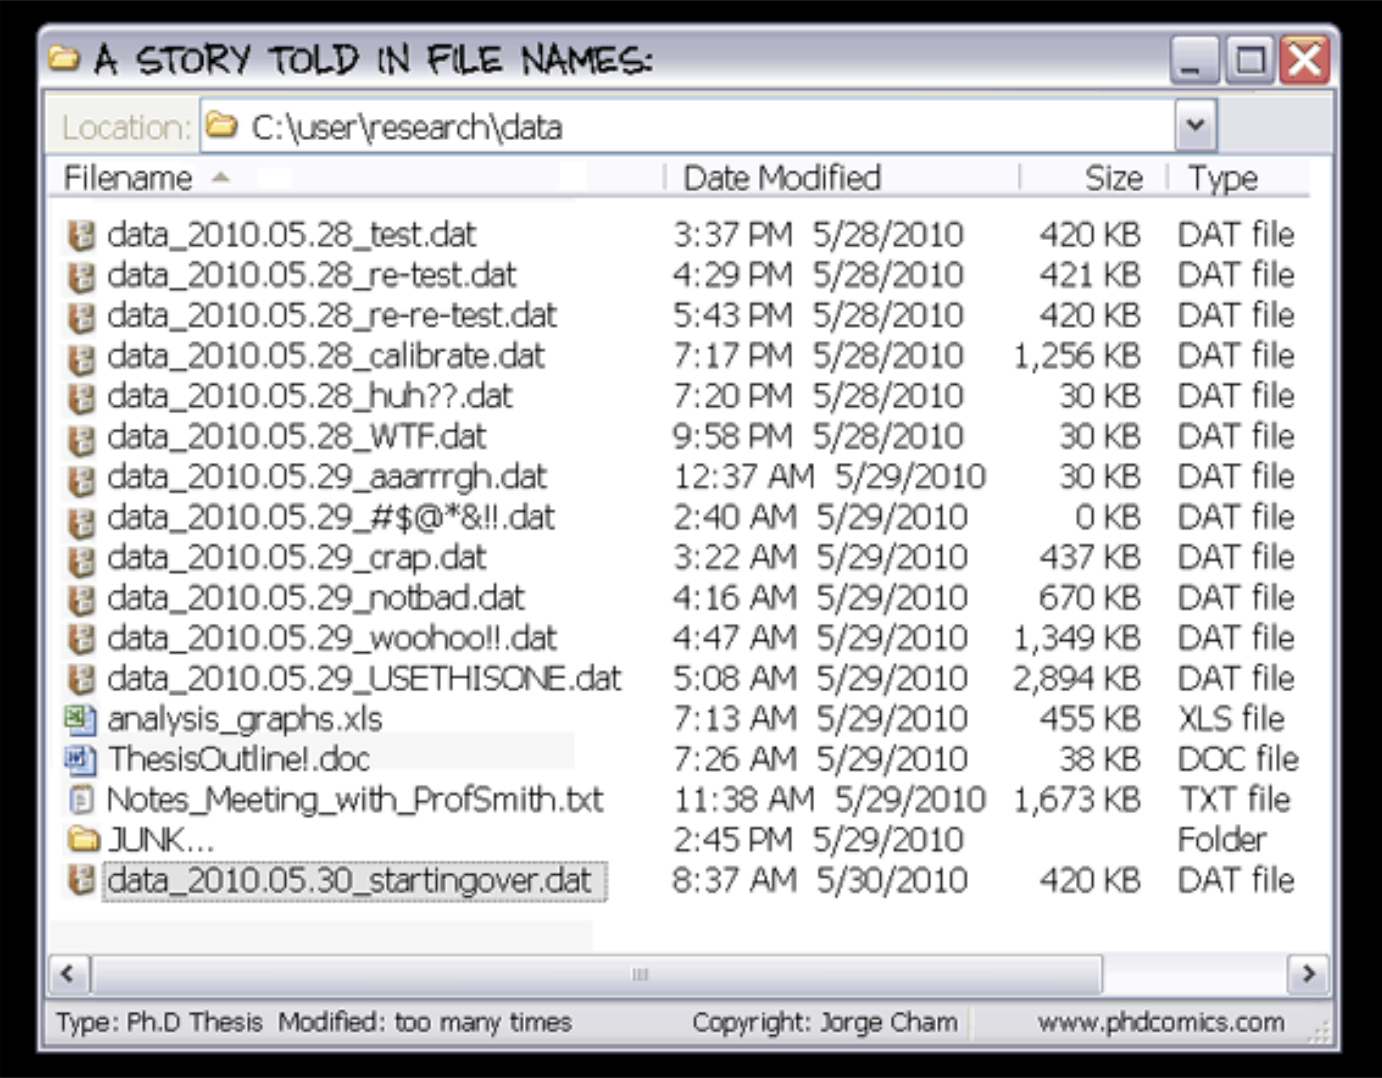 A STORY TOLD IN FILE NAMES:
Location: C:\user\research\data
Filename Date Modified Size Type
data_2010.05.28_test.dat 3:37 PM 5/28/2010 420 KB DAT file
data_2010.05.28_re-test.dat 4:29 PM 5/28/2010 421 KB DAT file
data_2010.05.28_re-re-test.dat 5:43 PM 5/28/2010 420 KB DAT file
data_2010.05.28_calibrate.dat 7:17 PM 5/28/2010 1,256 KB DAT file
data_2010.05.28_huh??.dat 7:20 PM 5/28/2010 30 KB DAT file
data_2010.05.28_WTF.dat 9:58 PM 5/28/2010 30 KB DAT file
data_2010.05.29_aaarrrgh.dat 12:37 AM 5/29/2010 30 KB DAT file
data_2010.05.29_#$@*&!!.dat 2:40 AM 5/29/2010 0 KB DAT file
data_2010.05.29_crap.dat 3:22 AM 5/29/2010 437 KB DAT file
data_2010.05.29_notbad.dat 4:16 AM 5/29/2010 670 KB DAT file
data_2010.05.29_woohoo!!.dat 4:47 AM 5/29/2010 1,349 KB DAT file
data_2010.05.29_USETHISONE.dat 5:08 AM 5/29/2010 2,894 KB DAT file
analysis_graphs.xls 7:13 AM 5/29/2010 455 KB XLS file
ThesisOutline!.doc 7:26 AM 5/29/2010 38 KB DOC file
Notes_Meeting_with_ProfSmith.txt 11:38 AM 5/29/2010 1,673 KB TXT file
JUNK... 2:45 PM 5/29/2010 Folder
data_2010.05.30_startingover.dat 8:37 AM 5/30/2010 420 KB DAT file
Type: Ph.D Thesis Modified: too many times Copyright: Jorge Cham www.phdcomics.com